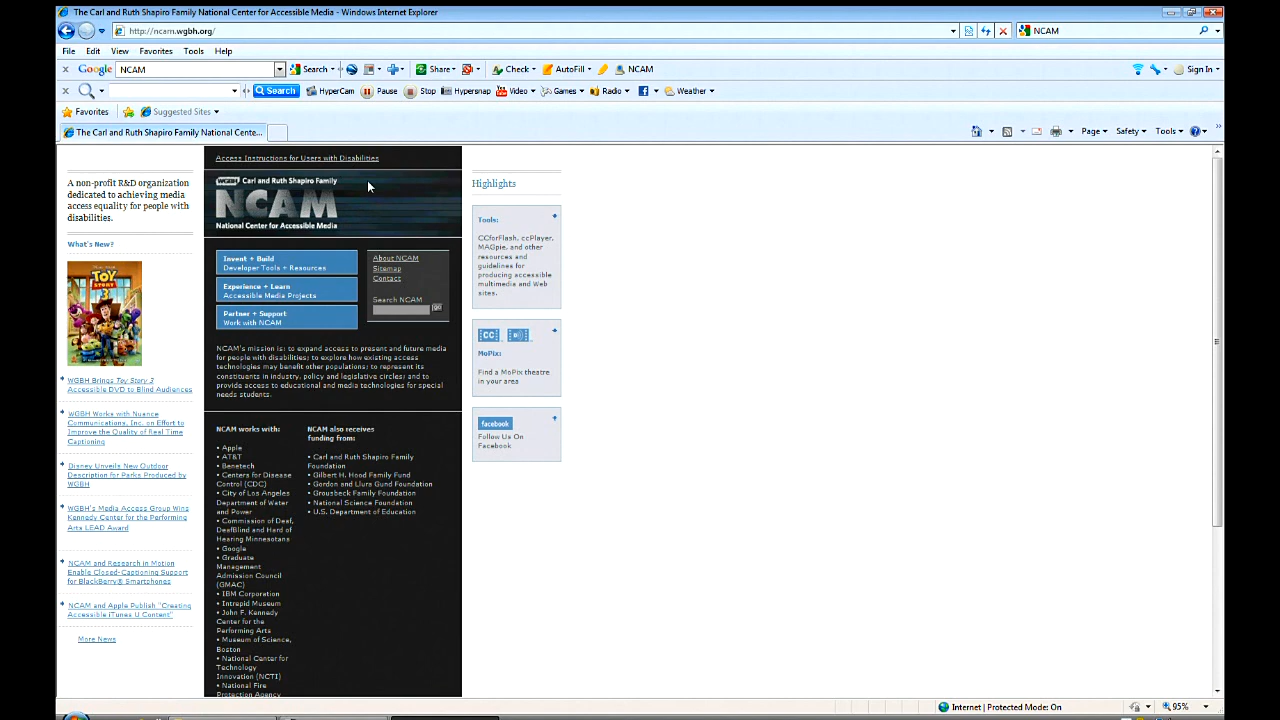 The Carl and Ruth Shapiro Family National Center for Accessible Media - Windows Internet Explorer
http://ncam.wgbh.org/
NCAM
File Edit View Favorites Tools Help
Google NCAM Search Share Check AutoFill NCAM Sign In
Search HyperCam Pause Stop Hypersnap Video Games Radio Weather
Favorites Suggested Sites
The Carl and Ruth Shapiro Family National Cente...
Page Safety Tools
A non-profit R&D organization
dedicated to achieving media
access equality for people with
disabilities.
What's New?
TOY
STORY
3
WGBH Brings Toy Story 3
Accessible DVD to Blind Audiences
WGBH Works with Nuance
Communications, Inc. on Effort to
Improve the Quality of Real Time
Captioning
Disney Unveils New Outdoor
Description for Parks Produced by
WGBH
WGBH's Media Access Group Wins
Kennedy Center for the Performing
Arts LEAD Award
NCAM and Research in Motion
Enable Closed-Captioning Support
for BlackBerry® Smartphones
NCAM and Apple Publish "Creating
Accessible iTunes U Content"
More News
Access Instructions for Users with Disabilities
WGBH Carl and Ruth Shapiro Family
NCAM
National Center for Accessible Media
Invent + Build
Developer Tools + Resources
Experience + Learn
Accessible Media Projects
Partner + Support
Work with NCAM
About NCAM
Sitemap
Contact
Search NCAM
go
NCAM's mission is: to expand access to present and future media
for people with disabilities; to explore how existing access
technologies may benefit other populations; to represent its
constituents in industry, policy and legislative circles; and to
provide access to educational and media technologies for special
needs students.
NCAM works with:
• Apple
• AT&T
• Benetech
• Centers for Disease
Control (CDC)
• City of Los Angeles
Department of Water
and Power
• Commission of Deaf,
DeafBlind and Hard of
Hearing Minnesotans
• Google
• Graduate
Management
Admission Council
(GMAC)
• IBM Corporation
• Intrepid Museum
• John F. Kennedy
Center for the
Performing Arts
• Museum of Science,
Boston
• National Center for
Technology
Innovation (NCTI)
• National Fire
Protection Agency
NCAM also receives
funding from:
• Carl and Ruth Shapiro Family
Foundation
• Gilbert H. Hood Family Fund
• Gordon and Llura Gund Foundation
• Grousbeck Family Foundation
• National Science Foundation
• U.S. Department of Education
Highlights
Tools:
CCforFlash, ccPlayer,
MAGpie, and other
resources and
guidelines for
producing accessible
multimedia and Web
sites.
CC
MoPix:
Find a MoPix theatre
in your area
facebook
Follow Us On
Facebook
Internet | Protected Mode: On
95%